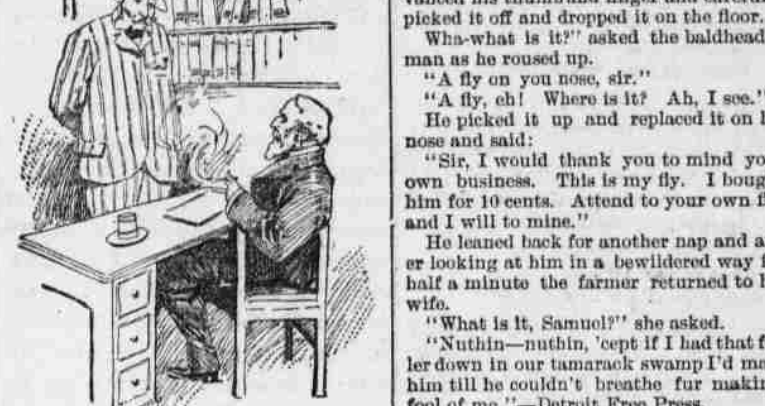 picked it off and dropped it on the floor.
Wha-what is it?" asked the baldhead
man as he roused up.
"A fly on you nose, sir."
"A fly, eh! Where is it? Ah, I see."
He picked it up and replaced it on
nose and said:
"Sir, I would thank you to mind yo
own business. This is my fly. I boug
him for 10 cents. Attend to your own
and I will to mine."
He leaned back for another nap and a
er looking at him in a bewildered way
half a minute the farmer returned to
wife.
"What is it, Samuel?" she asked.
"Nuthin—nuthin, 'cept if I had that f
ler down in our tamarack swamp I'd ma
him till he couldn't breathe fur makin
fool of me."—Detroit Free Press.